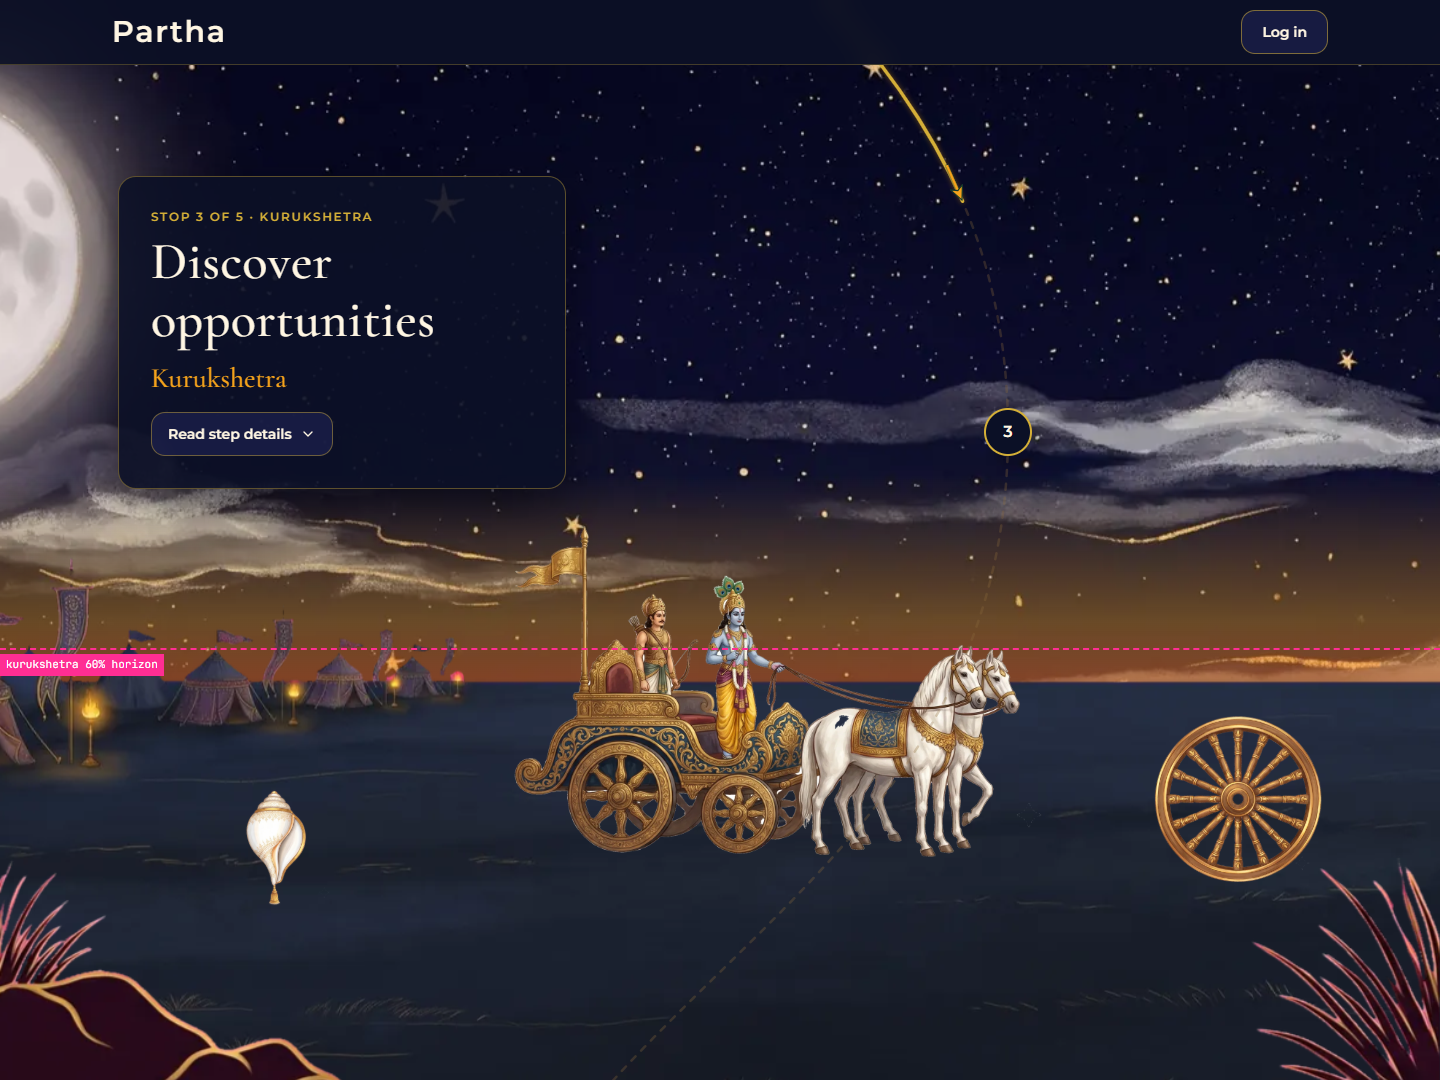 Partha
Log in
STOP 3 OF 5 · KURUKSHETRA
Discover
opportunities
Kurukshetra
Read step details
3
kurukshetra 60% horizon